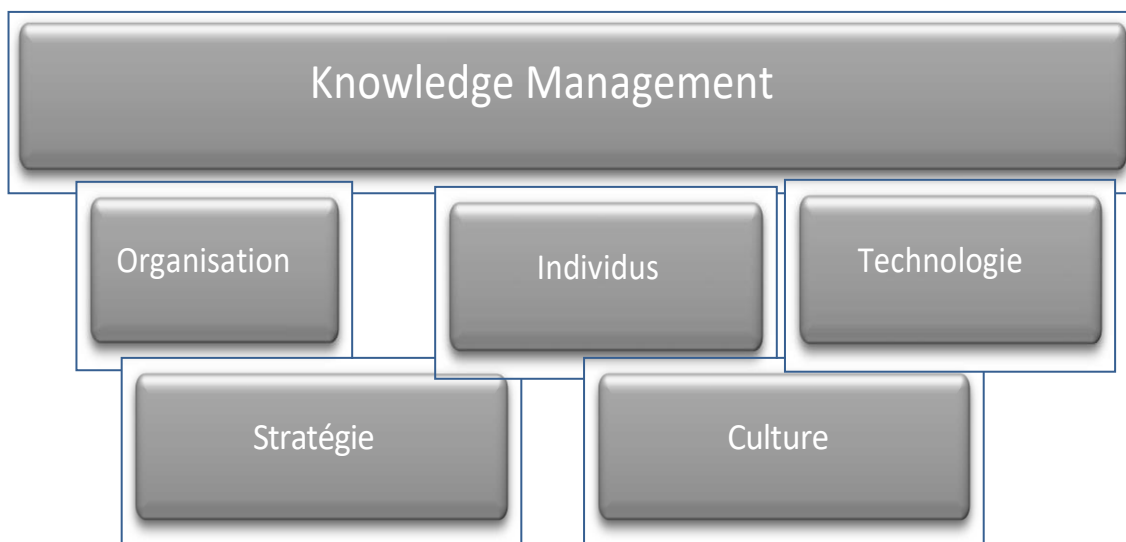 Knowledge Management
Organisation
Individus
Technologie
Stratégie
Culture